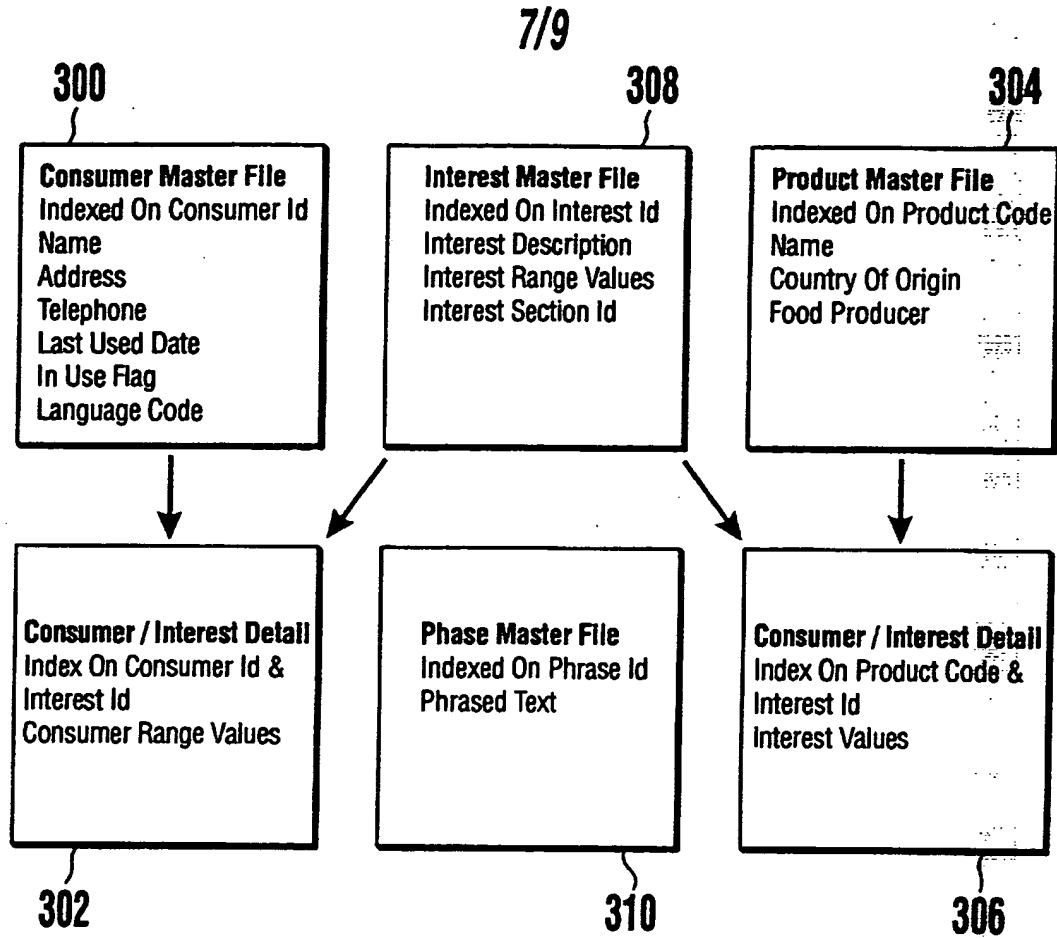 7/9
300
308
304
Consumer Master File
Indexed On Consumer Id
Name
Address
Telephone
Last Used Date
In Use Flag
Language Code
Interest Master File
Indexed On Interest Id
Interest Description
Interest Range Values
Interest Section Id
Product Master File
Indexed On Product Code
Name
Country Of Origin
Food Producer
Consumer / Interest Detail
Index On Consumer Id &
Interest Id
Consumer Range Values
Phase Master File
Indexed On Phrase Id
Phrased Text
Consumer / Interest Detail
Index On Product Code &
Interest Id
Interest Values
302
310
306